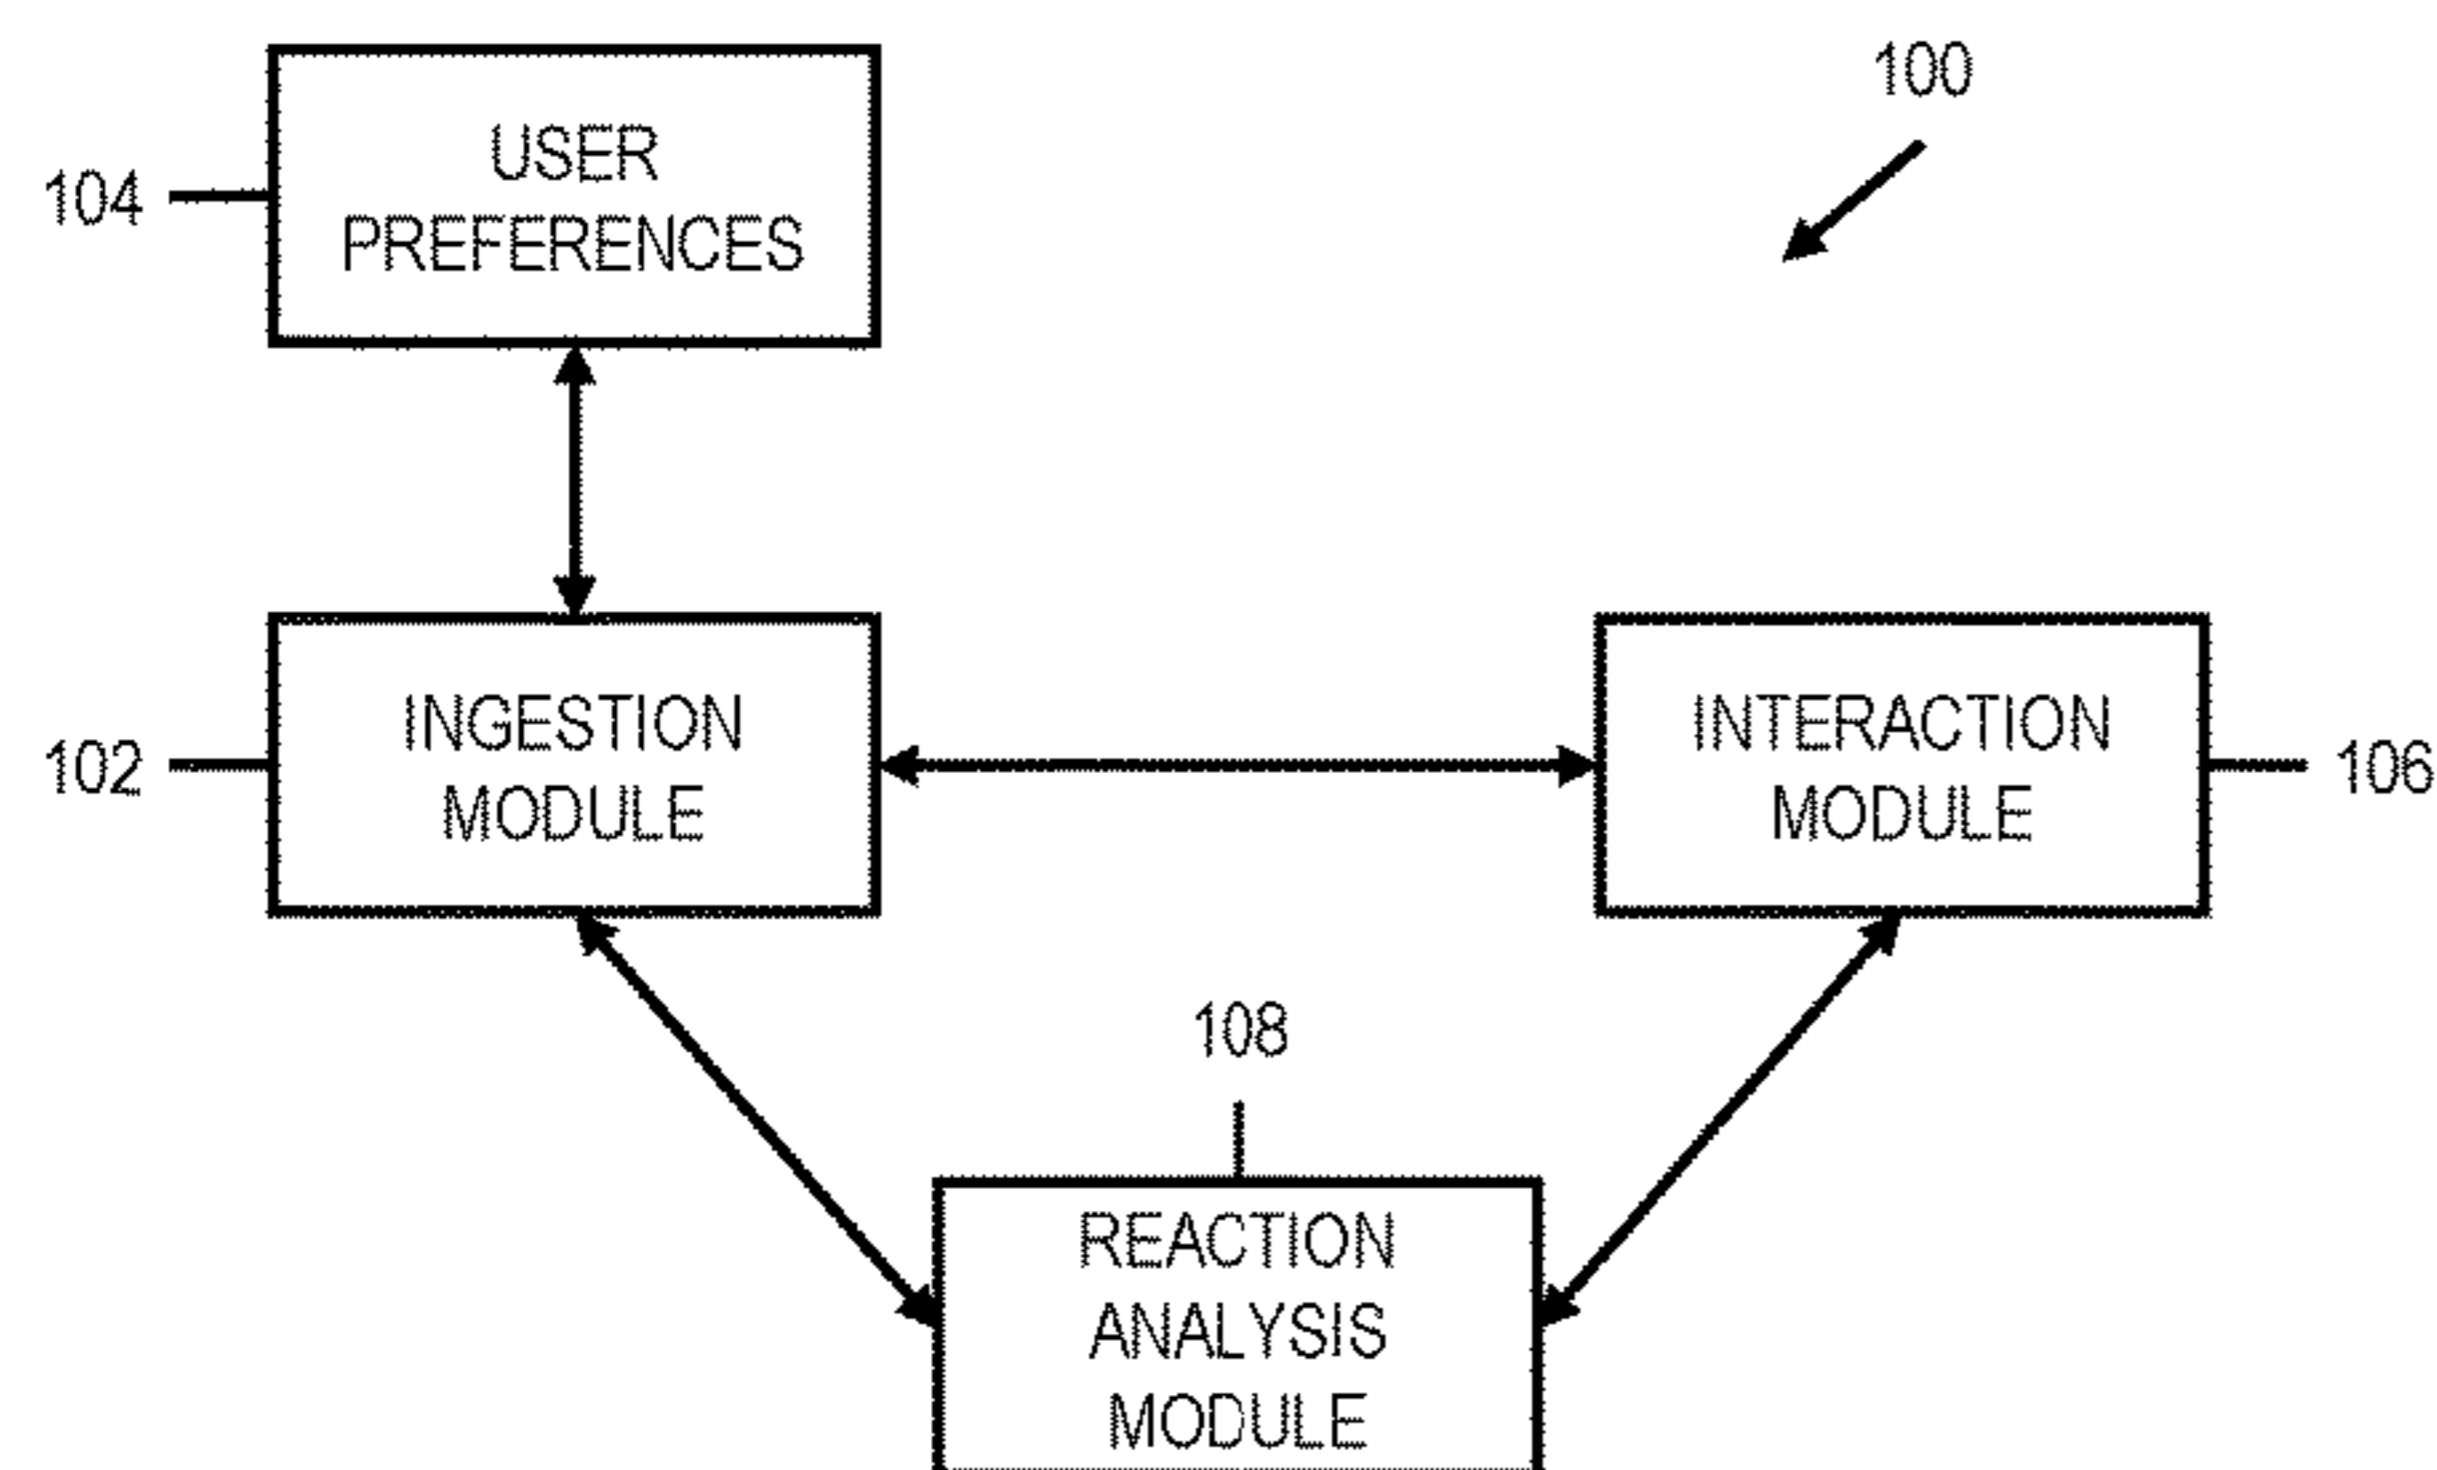 100
USER
PREFERENCES
104
INGESTION
MODULE
102
INTERACTION
MODULE
106
108
REACTION
ANALYSIS
MODULE